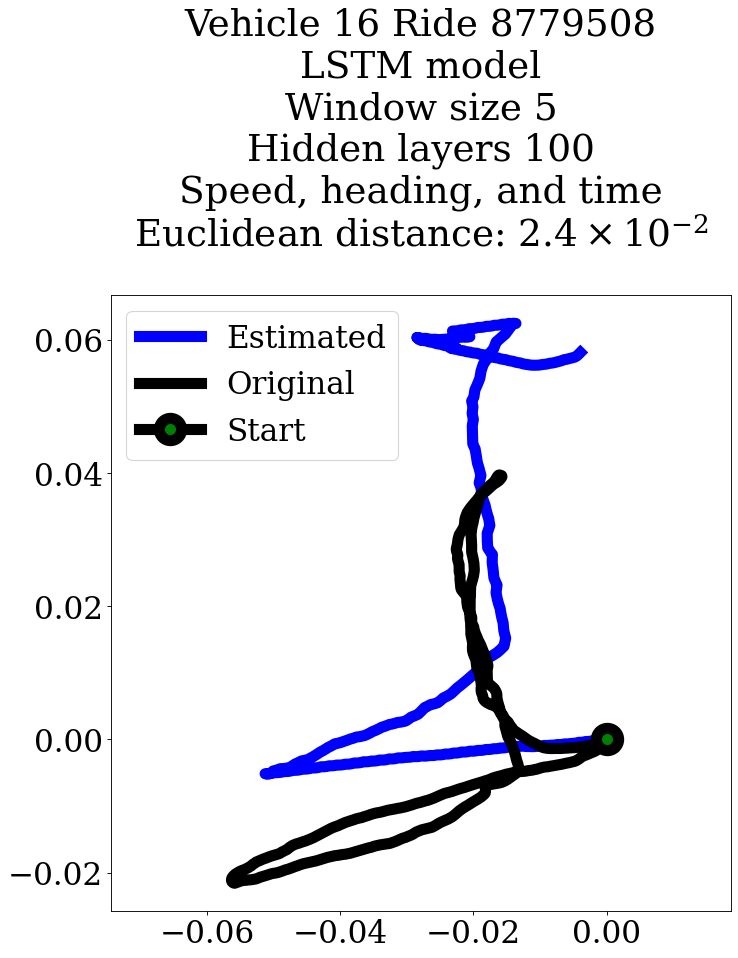 Vehicle 16 Ride 8779508
LSTM model
Window size 5
Hidden layers 100
Speed, heading, and time
Euclidean distance: 2.4 × 10⁻²
Estimated
Original
Start
0.06
0.04
0.02
0.00
−0.02
−0.06 −0.04 −0.02 0.00